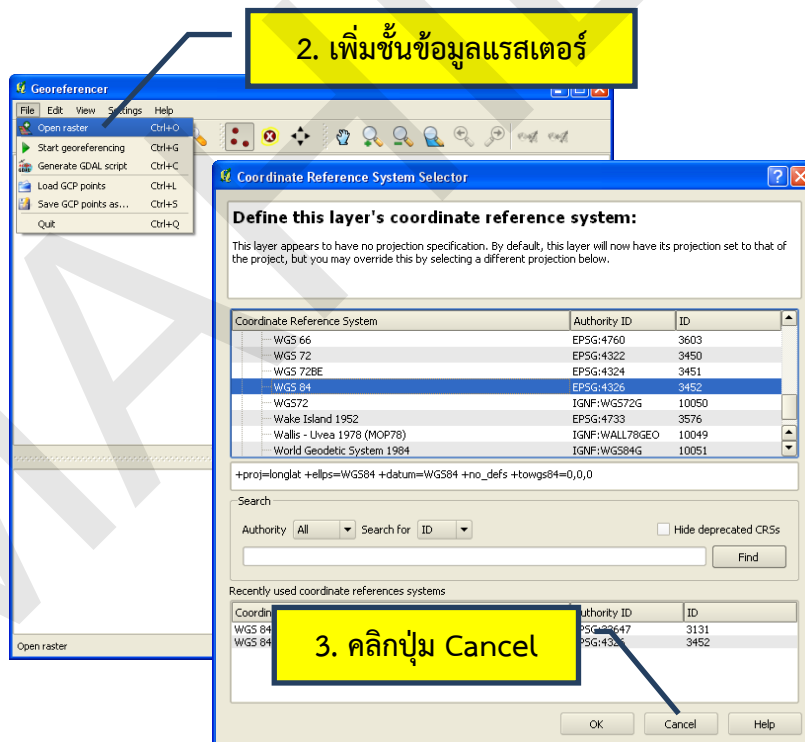 2. เพิ่มชั้นข้อมูลแรสเตอร์
Georeferencer
File Edit View Settings Help
Open raster Ctrl+O
Start georeferencing Ctrl+G
Generate GDAL script Ctrl+C
Load GCP points Ctrl+L
Save GCP points as... Ctrl+S
Quit Ctrl+Q
Coordinate Reference System Selector
Define this layer's coordinate reference system:
This layer appears to have no projection specification. By default, this layer will now have its projection set to that of
the project, but you may override this by selecting a different projection below.
Coordinate Reference System Authority ID ID
WGS 66 EPSG:4760 3603
WGS 72 EPSG:4322 3450
WGS 72BE EPSG:4324 3451
WGS 84 EPSG:4326 3452
WGS72 IGNF:WGS72G 10050
Wake Island 1952 EPSG:4733 3576
Wallis - Uvea 1978 (MOP78) IGNF:WALL78GEO 10049
World Geodetic System 1984 IGNF:WGS84G 10051
+proj=longlat +ellps=WGS84 +datum=WGS84 +no_defs +towgs84=0,0,0
Search
Authority All Search for ID Hide deprecated CRSs
Find
Recently used coordinate references systems
Authority ID ID
WGS 84 3131
WGS 84 3452
3. คลิกปุ่ม Cancel
Open raster
OK Cancel Help